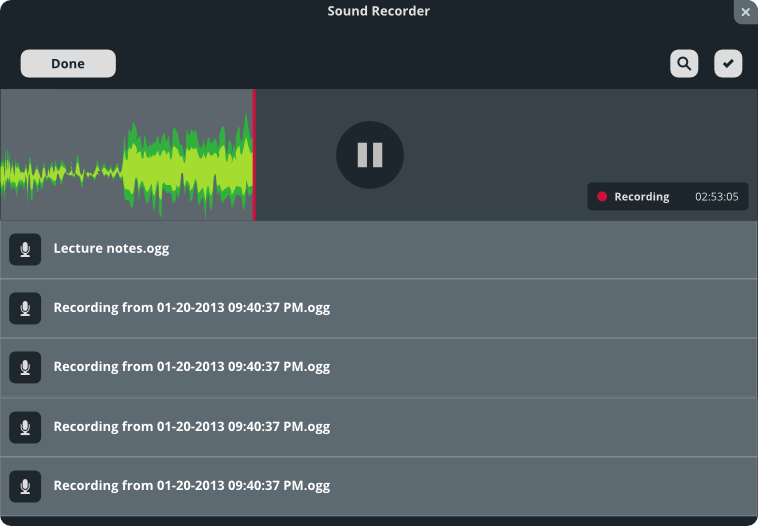 Sound Recorder
Done
Recording 02:53:05
Lecture notes.ogg
Recording from 01-20-2013 09:40:37 PM.ogg
Recording from 01-20-2013 09:40:37 PM.ogg
Recording from 01-20-2013 09:40:37 PM.ogg
Recording from 01-20-2013 09:40:37 PM.ogg